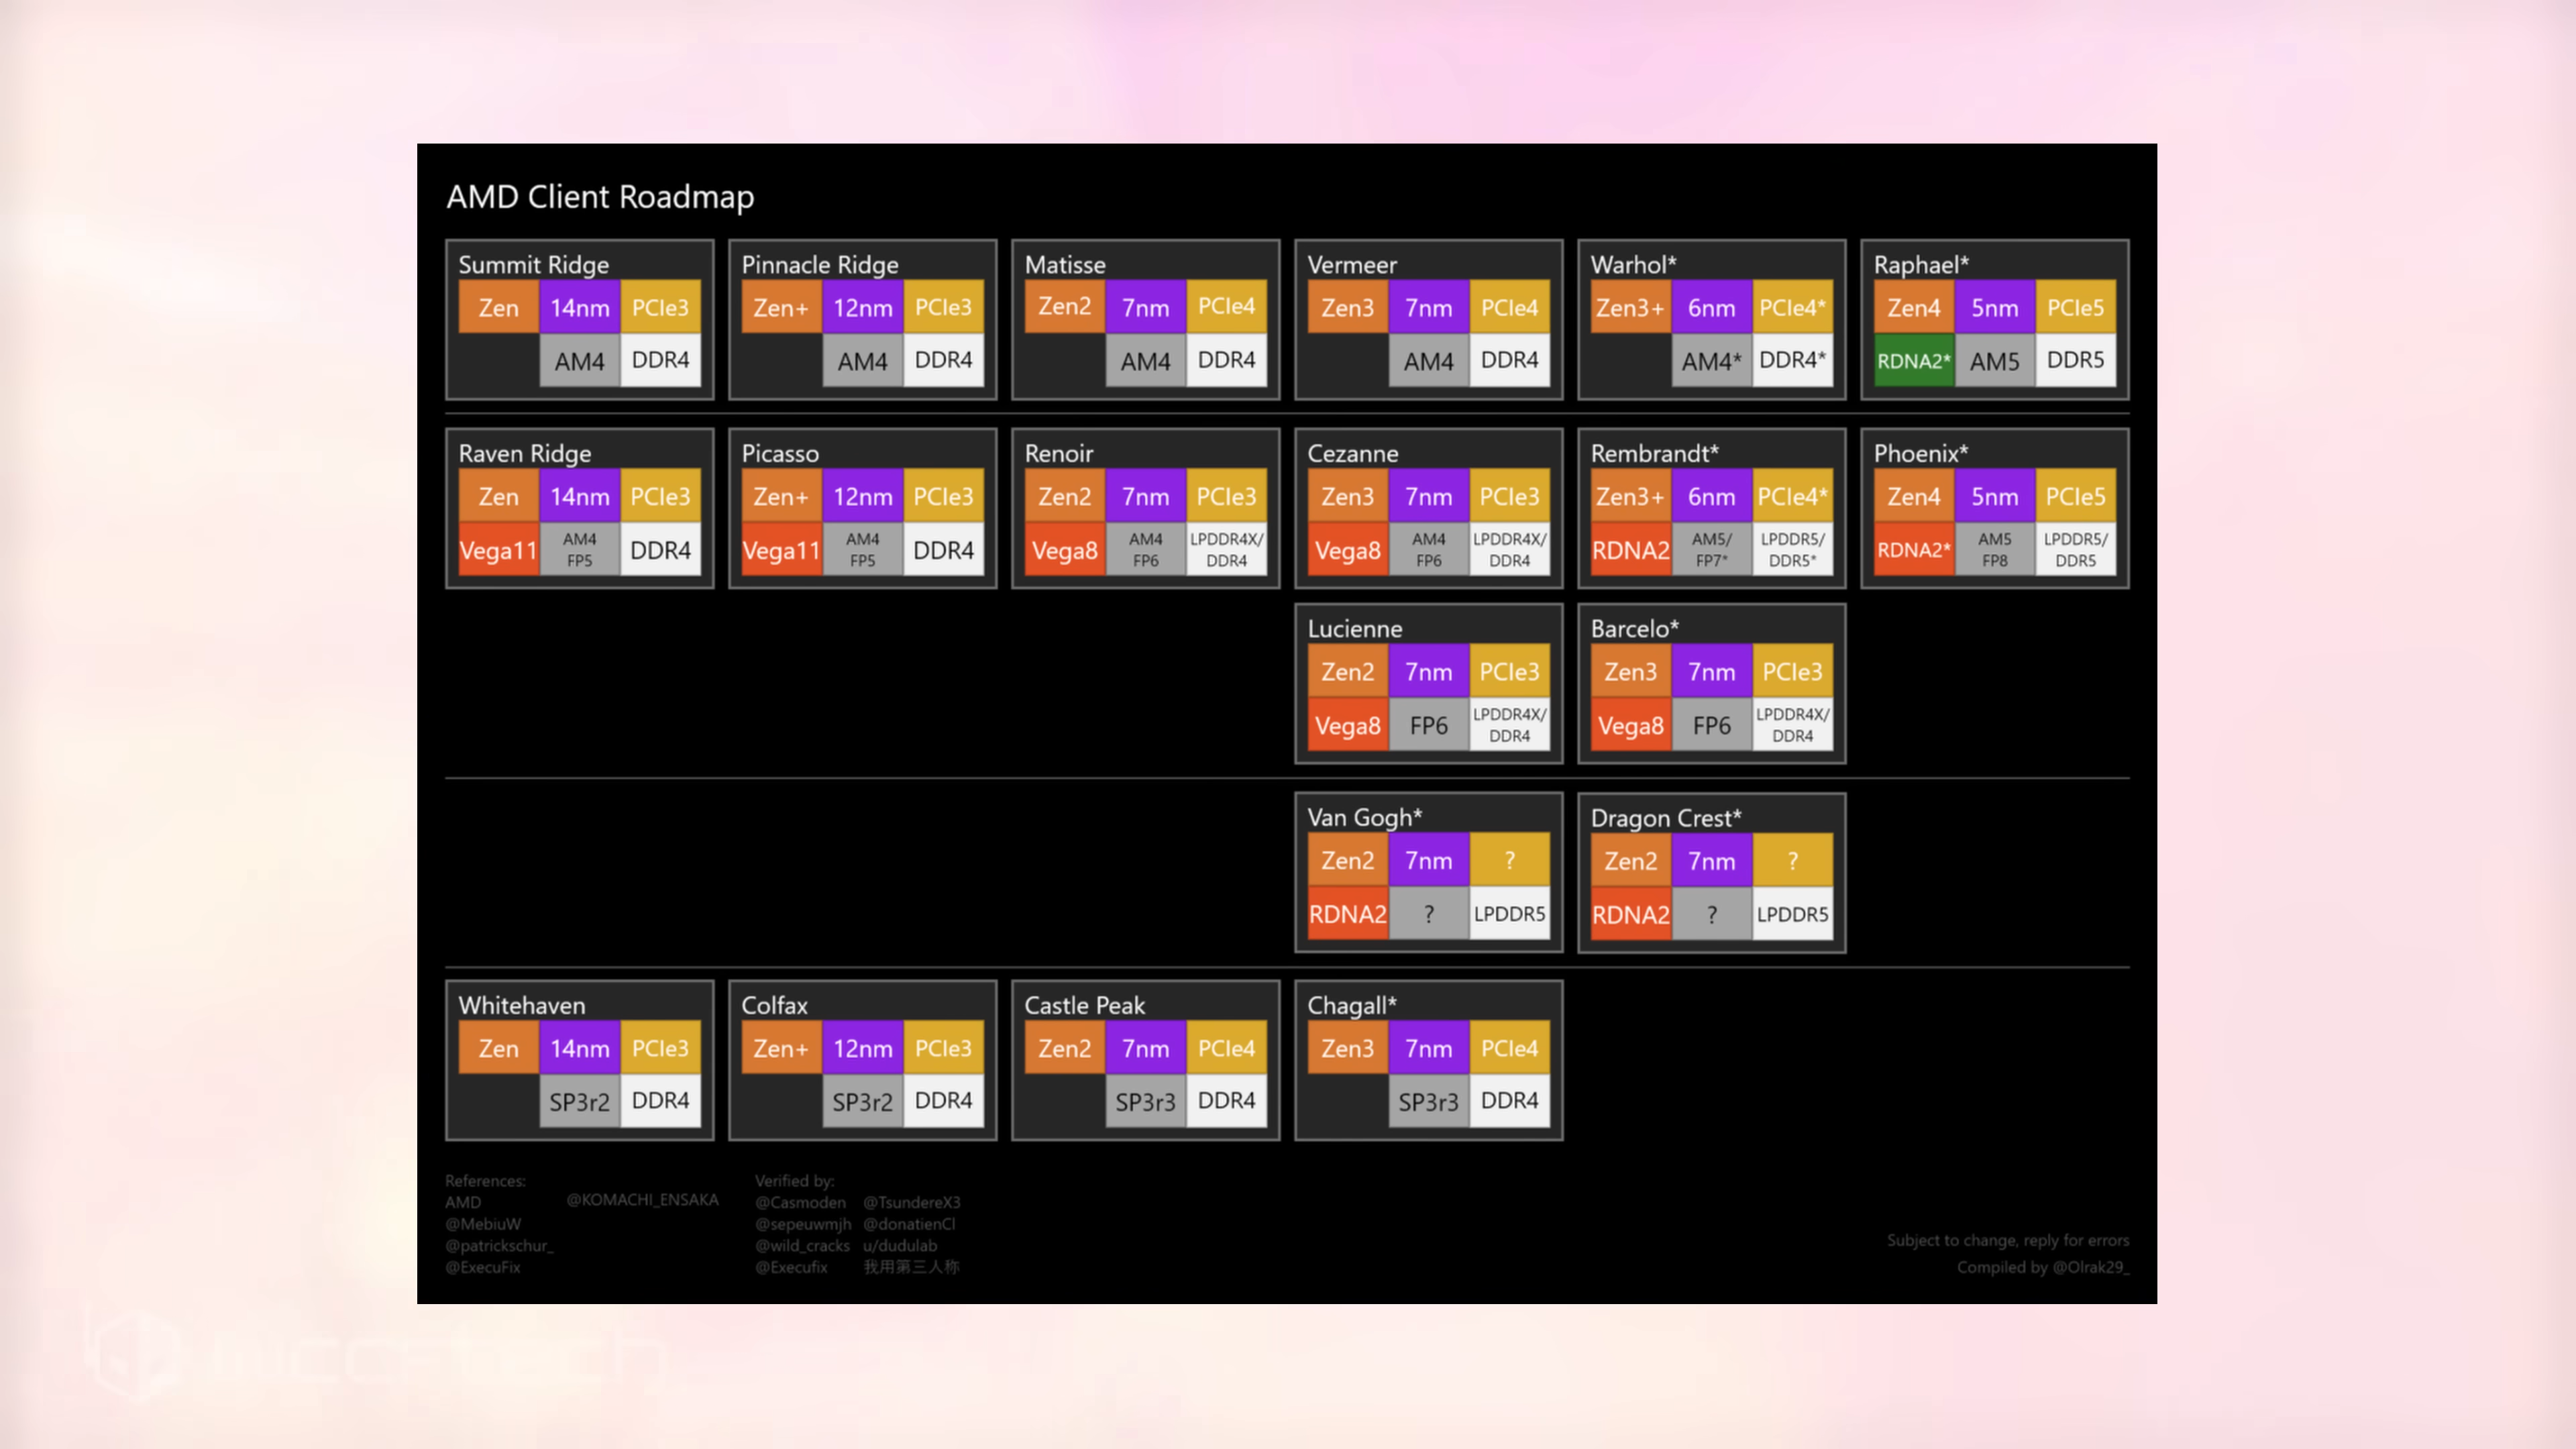 AMD Client Roadmap
Summit Ridge
Zen 14nm PCIe3
AM4 DDR4
Pinnacle Ridge
Zen+ 12nm PCIe3
AM4 DDR4
Matisse
Zen2 7nm PCIe4
AM4 DDR4
Vermeer
Zen3 7nm PCIe4
AM4 DDR4
Warhol*
Zen3+ 6nm PCIe4*
AM4* DDR4*
Raphael*
Zen4 5nm PCIe5
RDNA2* AM5 DDR5
Raven Ridge
Zen 14nm PCIe3
Vega11 AM4 FP5 DDR4
Picasso
Zen+ 12nm PCIe3
Vega11 AM4 FP5 DDR4
Renoir
Zen2 7nm PCIe3
Vega8 AM4 FP6 LPDDR4X/ DDR4
Cezanne
Zen3 7nm PCIe3
Vega8 AM4 FP6 LPDDR4X/ DDR4
Rembrandt*
Zen3+ 6nm PCIe4*
RDNA2 AM5/ FP7* LPDDR5/ DDR5*
Phoenix*
Zen4 5nm PCIe5
RDNA2* AM5 FP8 LPDDR5/ DDR5
Lucienne
Zen2 7nm PCIe3
Vega8 FP6 LPDDR4X/ DDR4
Barcelo*
Zen3 7nm PCIe3
Vega8 FP6 LPDDR4X/ DDR4
Van Gogh*
Zen2 7nm ?
RDNA2 ? LPDDR5
Dragon Crest*
Zen2 7nm ?
RDNA2 ? LPDDR5
Whitehaven
Zen 14nm PCIe3
SP3r2 DDR4
Colfax
Zen+ 12nm PCIe3
SP3r2 DDR4
Castle Peak
Zen2 7nm PCIe4
SP3r3 DDR4
Chagall*
Zen3 7nm PCIe4
SP3r3 DDR4
References:
AMD
@MebiuW
@patrickschur_
@ExecuFix
@KOMACHI_ENSAKA
Verified by:
@Casmoden @TsundereX3
@sepeuwmjh @donatienCl
@wild_cracks u/dudulab
@Execufix 我用第三人称
Subject to change, reply for errors
Compiled by @Olrak29_